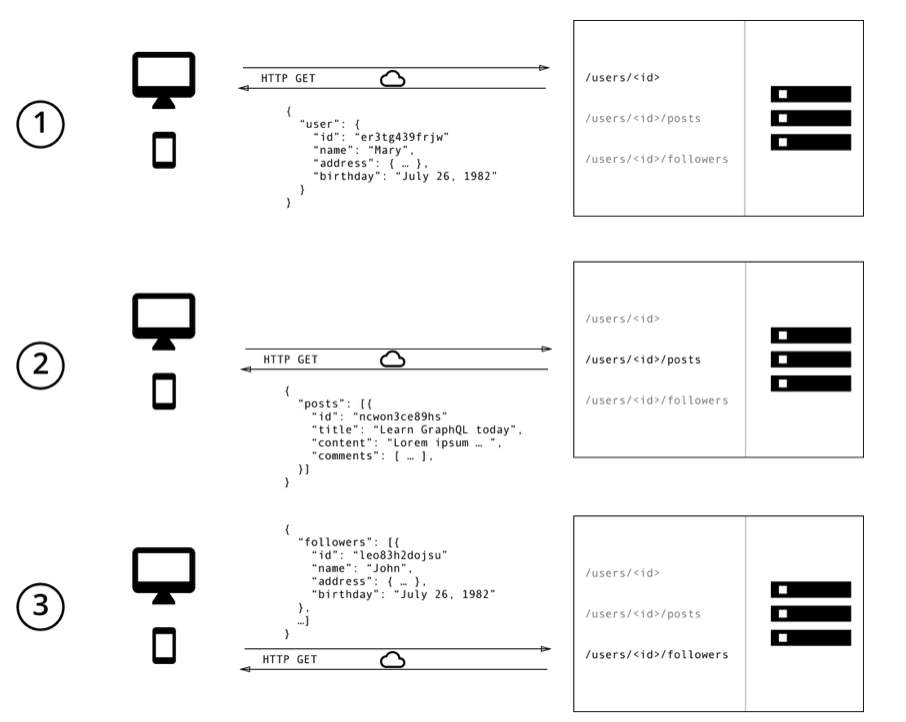 1
HTTP GET
{
"user": {
"id": "er3tg439frjw"
"name": "Mary",
"address": { … },
"birthday": "July 26, 1982"
}
}
/users/<id>
/users/<id>/posts
/users/<id>/followers
2
HTTP GET
{
"posts": [{
"id": "ncwon3ce89hs"
"title": "Learn GraphQL today",
"content": "Lorem ipsum … ",
"comments": [ … ],
}]
}
/users/<id>
/users/<id>/posts
/users/<id>/followers
3
{
"followers": [{
"id": "leo83h2dojsu"
"name": "John",
"address": { … },
"birthday": "July 26, 1982"
},
…]
}
HTTP GET
/users/<id>
/users/<id>/posts
/users/<id>/followers